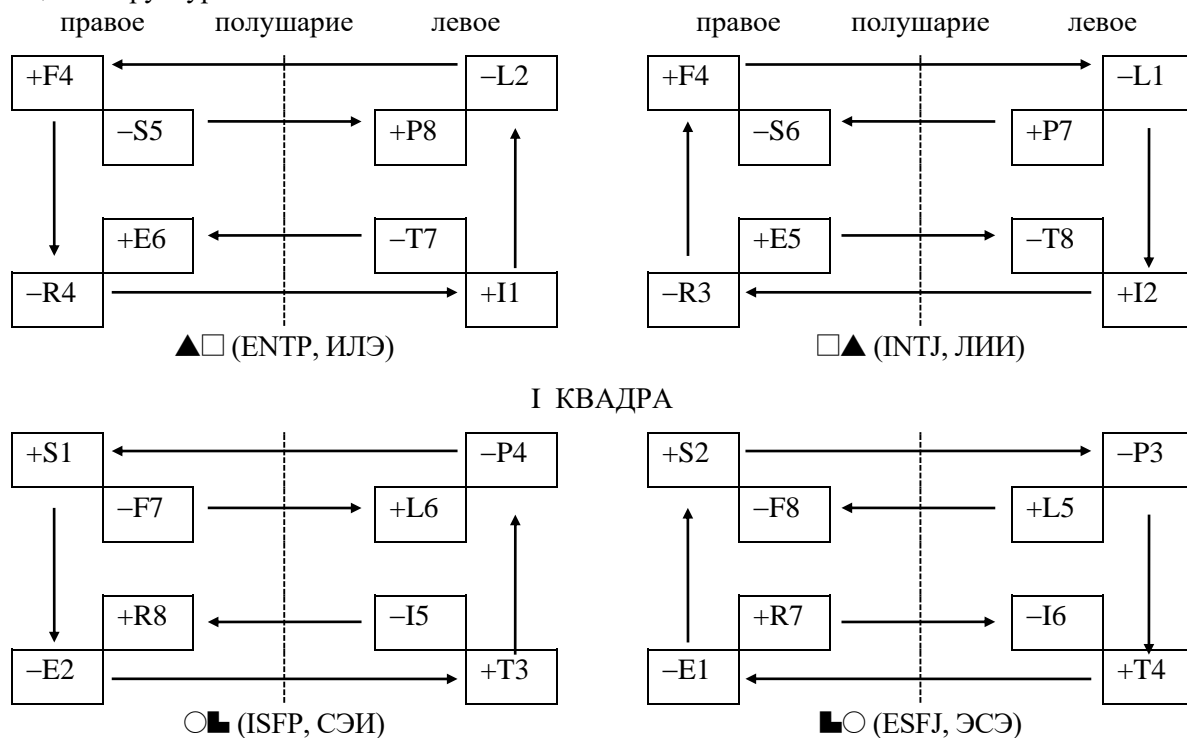 правое полушарие левое правое полушарие левое
+F4 –L2 +F4 –L1
–S5 +P8 –S6 +P7
+E6 –T7 +E5 –T8
–R4 +I1 –R3 +I2
▲□ (ENTP, ИЛЭ) □▲ (INTJ, ЛИИ)
I КВАДРА
+S1 –P4 +S2 –P3
–F7 +L6 –F8 +L5
+R8 –I5 +R7 –I6
–E2 +T3 –E1 +T4
○▙ (ISFP, СЭИ) ▙○ (ESFJ, ЭСЭ)